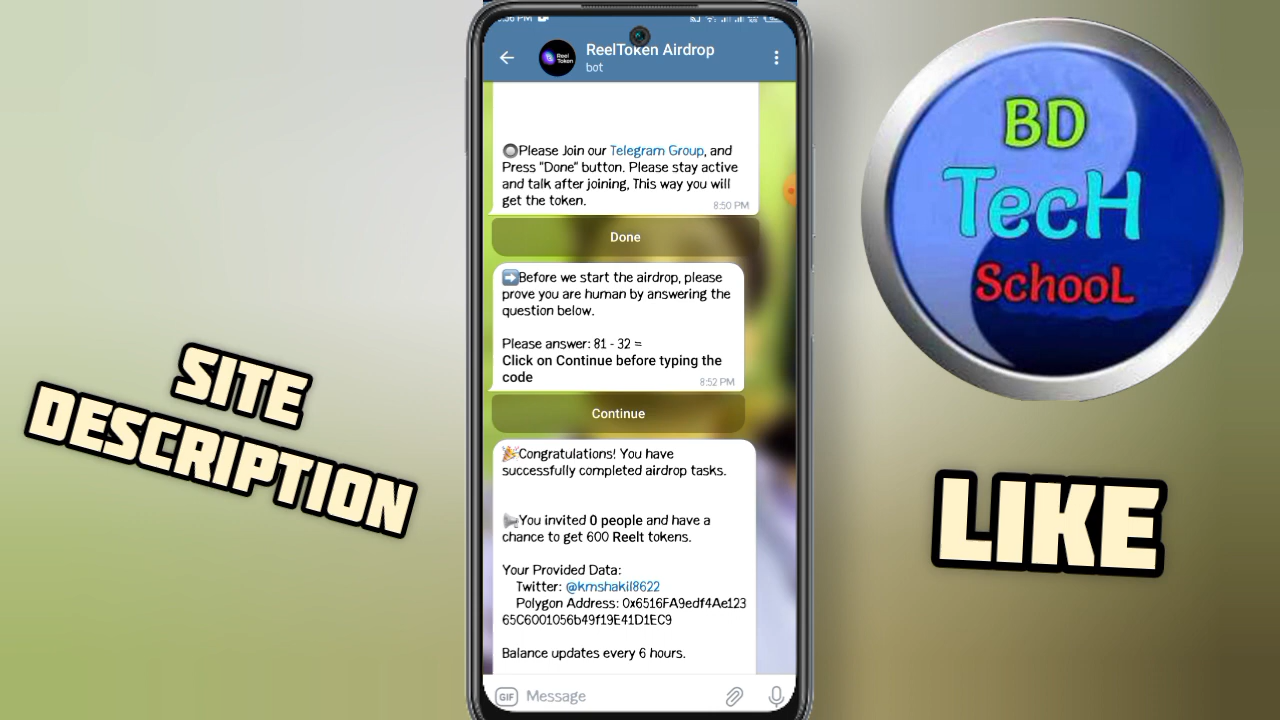 :56 PM
ReelToken Airdrop
bot
Reel
Token
Please Join our Telegram Group, and
Press "Done" button. Please stay active
and talk after joining, This way you will
get the token.
8:50 PM
Done
Before we start the airdrop, please
prove you are human by answering the
question below.
Please answer: 81 - 32 =
Click on Continue before typing the
code
8:52 PM
Continue
Congratulations! You have
successfully completed airdrop tasks.
You invited 0 people and have a
chance to get 600 Reelt tokens.
Your Provided Data:
Twitter: @kmshakil8622
Polygon Address: 0x6516FA9edf4Ae123
65C6001056b49f19E41D1EC9
Balance updates every 6 hours.
GIF Message
SITE
DESCRIPTION
BD
TecH
SchooL
LIKE